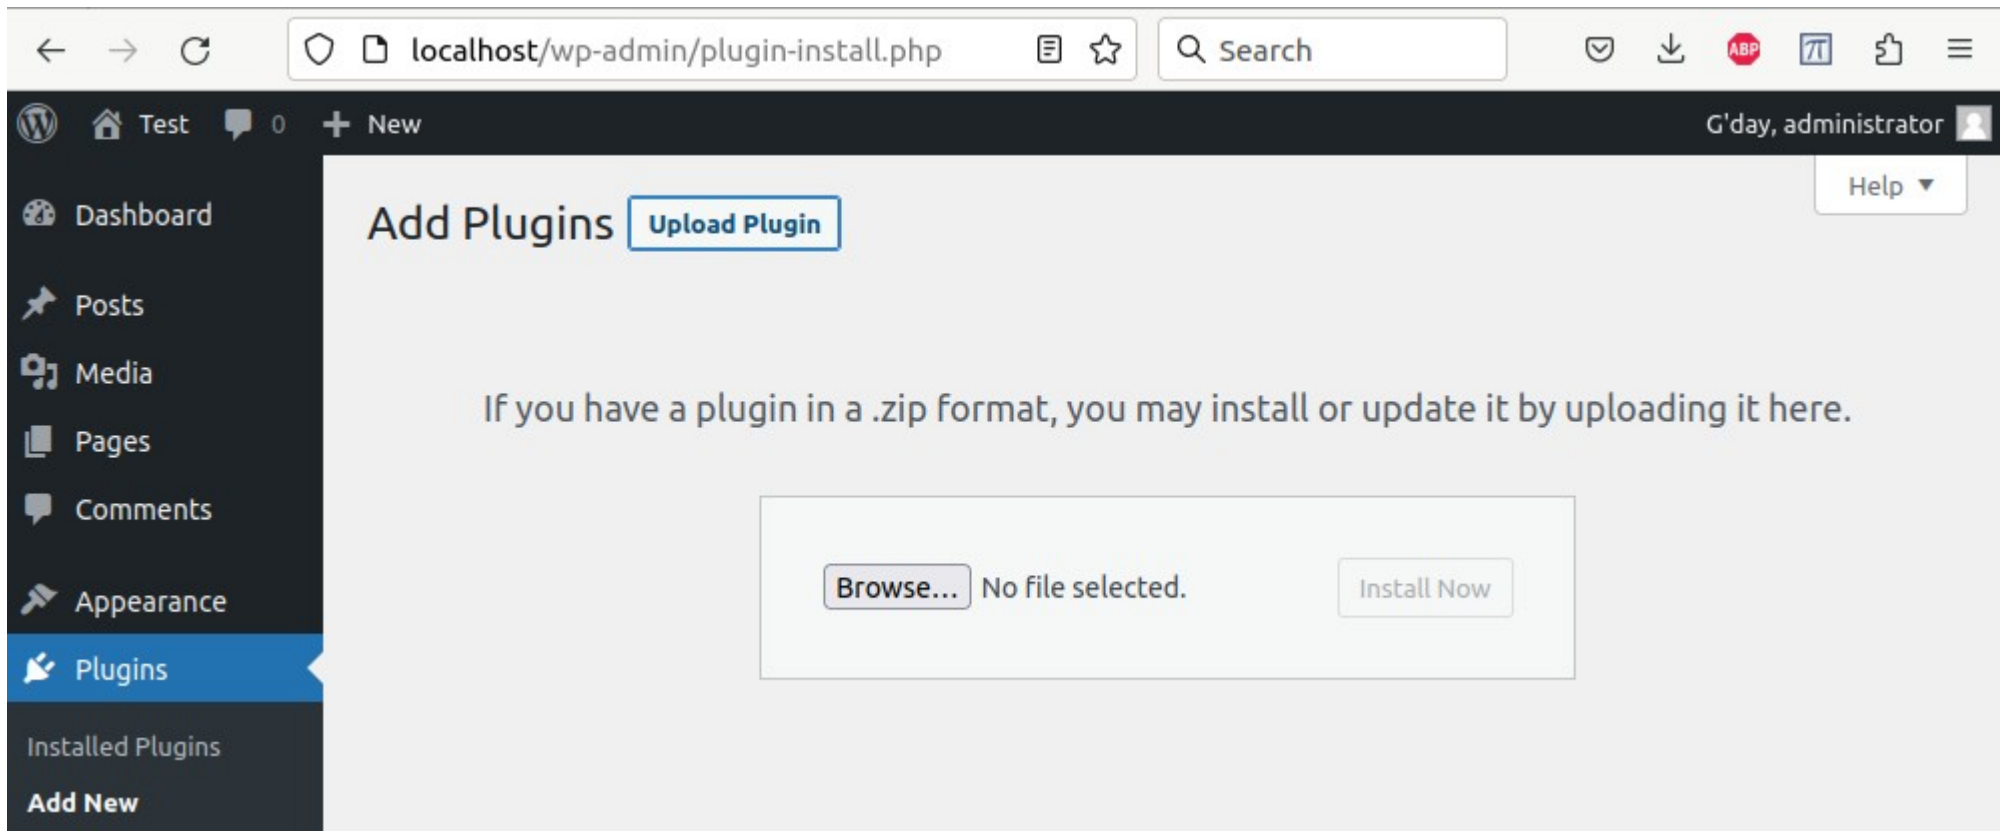 localhost/wp-admin/plugin-install.php
Search
ABP
π
Test 0 New
G'day, administrator
Help
Dashboard
Add Plugins Upload Plugin
Posts
Media
If you have a plugin in a .zip format, you may install or update it by uploading it here.
Pages
Comments
Browse... No file selected. Install Now
Appearance
Plugins
Installed Plugins
Add New